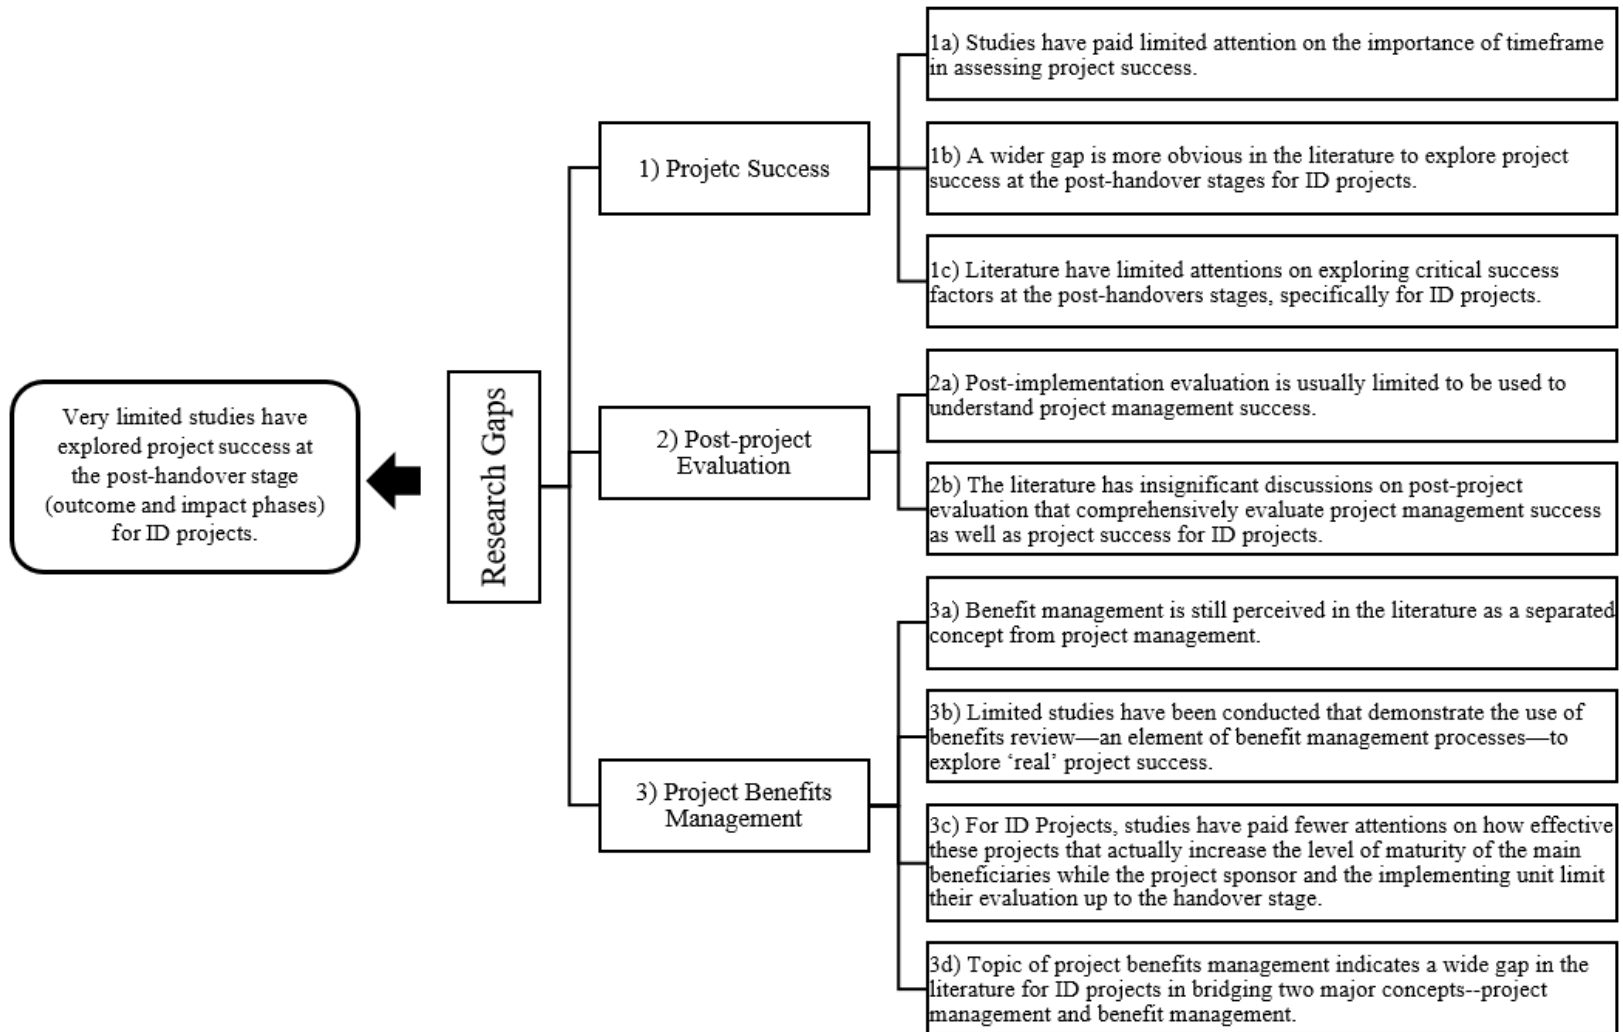 Very limited studies have
explored project success at
the post-handover stage
(outcome and impact phases)
for ID projects.
Research Gaps
1) Projetc Success
1a) Studies have paid limited attention on the importance of timeframe
in assessing project success.
1b) A wider gap is more obvious in the literature to explore project
success at the post-handover stages for ID projects.
1c) Literature have limited attentions on exploring critical success
factors at the post-handovers stages, specifically for ID projects.
2) Post-project
Evaluation
2a) Post-implementation evaluation is usually limited to be used to
understand project management success.
2b) The literature has insignificant discussions on post-project
evaluation that comprehensively evaluate project management success
as well as project success for ID projects.
3) Project Benefits
Management
3a) Benefit management is still perceived in the literature as a separated
concept from project management.
3b) Limited studies have been conducted that demonstrate the use of
benefits review—an element of benefit management processes—to
explore ‘real’ project success.
3c) For ID Projects, studies have paid fewer attentions on how effective
these projects that actually increase the level of maturity of the main
beneficiaries while the project sponsor and the implementing unit limit
their evaluation up to the handover stage.
3d) Topic of project benefits management indicates a wide gap in the
literature for ID projects in bridging two major concepts--project
management and benefit management.